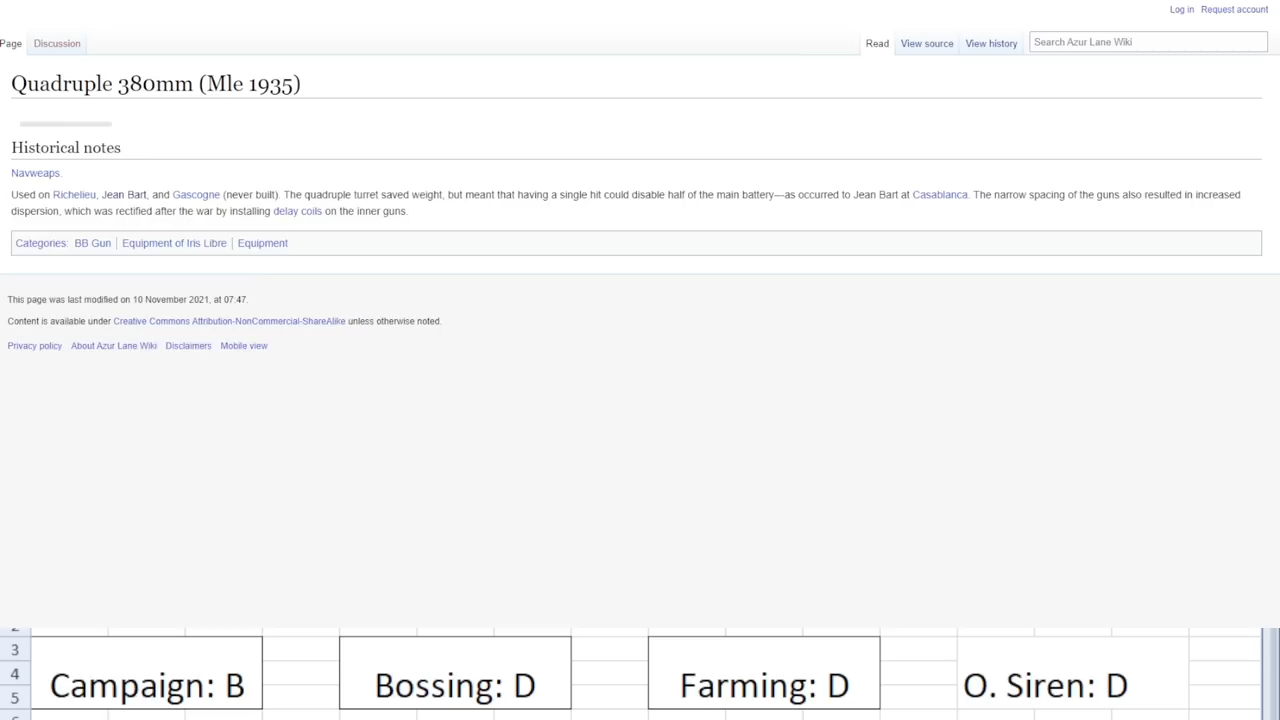 Log in Request account
Page Discussion Read View source View history Search Azur Lane Wiki
Quadruple 380mm (Mle 1935)
Historical notes
Navweaps.
Used on Richelieu, Jean Bart, and Gascogne (never built). The quadruple turret saved weight, but meant that having a single hit could disable half of the main battery—as occurred to Jean Bart at Casablanca. The narrow spacing of the guns also resulted in increased
dispersion, which was rectified after the war by installing delay coils on the inner guns.
Categories: BB Gun Equipment of Iris Libre Equipment
This page was last modified on 10 November 2021, at 07:47.
Content is available under Creative Commons Attribution-NonCommercial-ShareAlike unless otherwise noted.
Privacy policy About Azur Lane Wiki Disclaimers Mobile view
3
4
5
Campaign: B Bossing: D Farming: D O. Siren: D